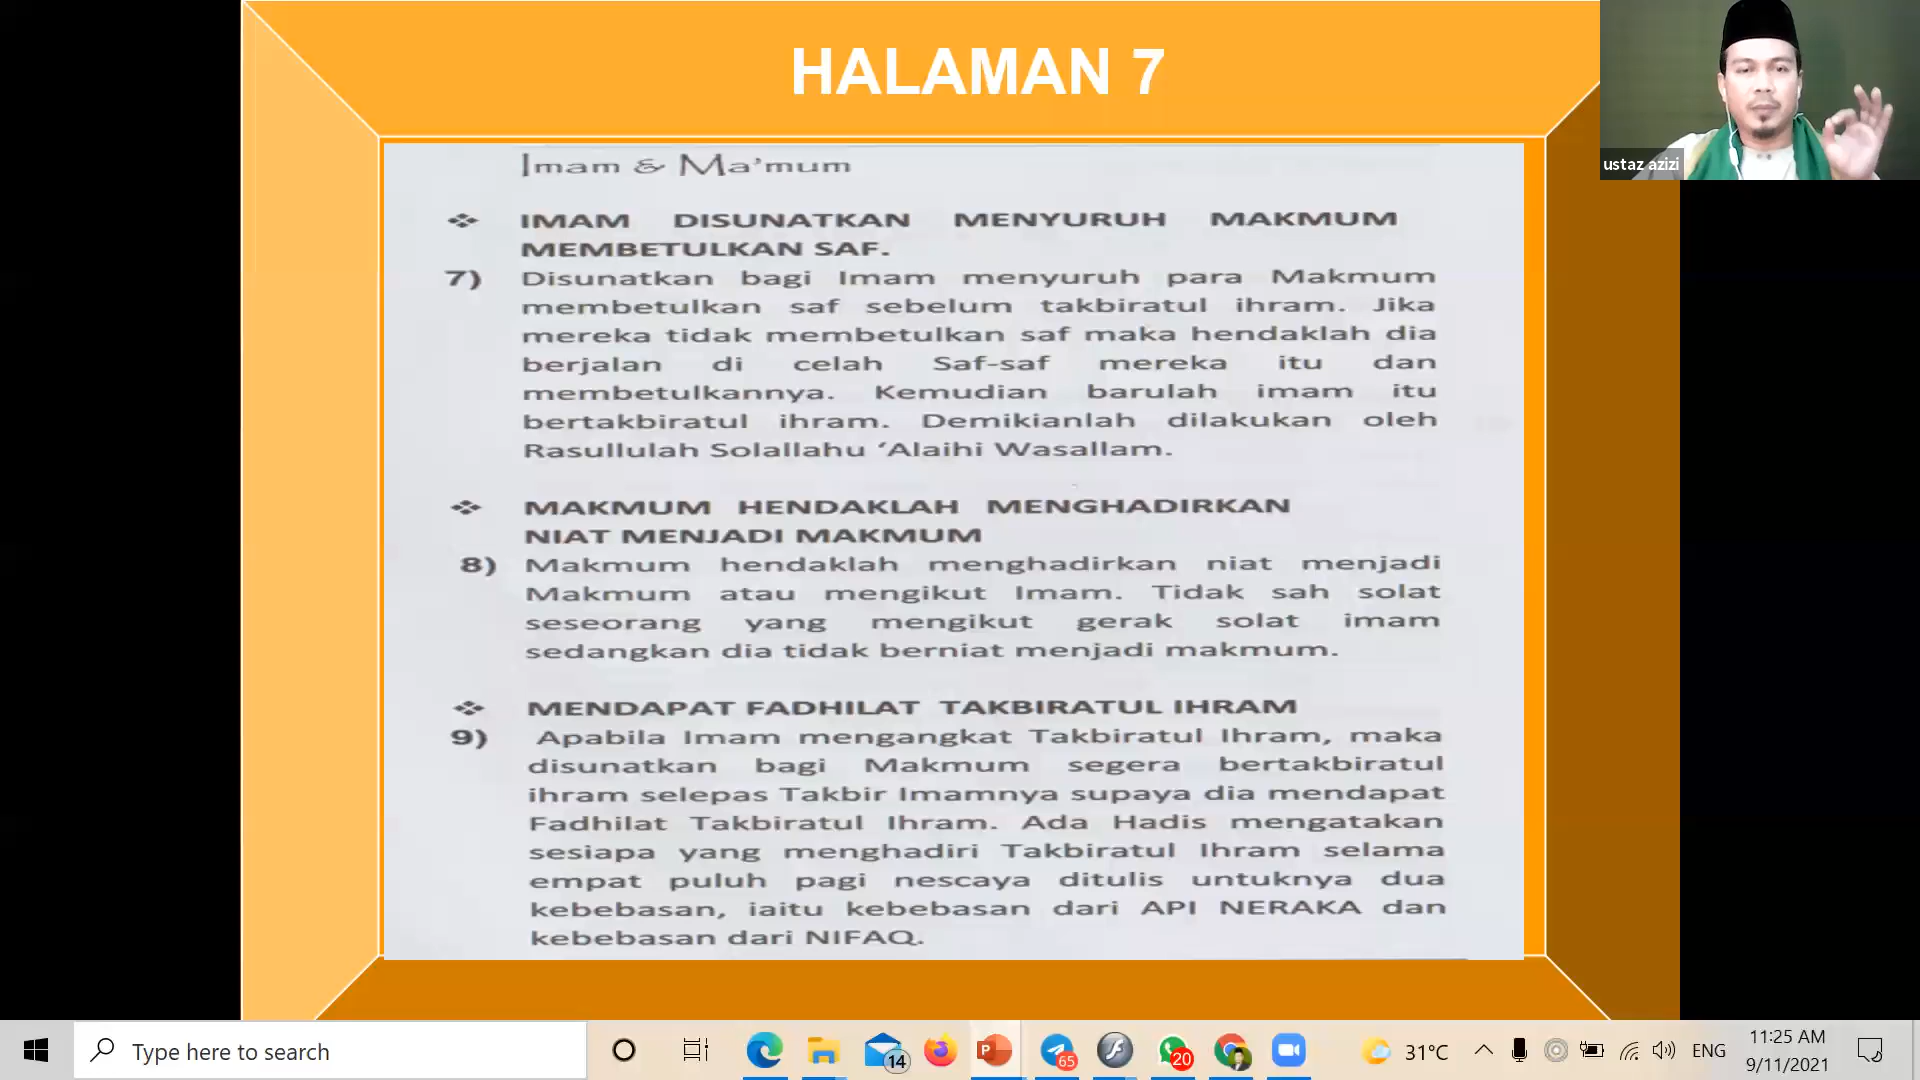 HALAMAN 7
ustaz azizi
Imam & Ma'mum
IMAM DISUNATKAN MENYURUH MAKMUM
MEMBETULKAN SAF.
7) Disunatkan bagi Imam menyuruh para Makmum
membetulkan saf sebelum takbiratul ihram. Jika
mereka tidak membetulkan saf maka hendaklah dia
berjalan di celah Saf-saf mereka itu dan
membetulkannya. Kemudian barulah imam itu
bertakbiratul ihram. Demikianlah dilakukan oleh
Rasullulah Solallahu ‘Alaihi Wasallam.
MAKMUM HENDAKLAH MENGHADIRKAN
NIAT MENJADI MAKMUM
8) Makmum hendaklah menghadirkan niat menjadi
Makmum atau mengikut Imam. Tidak sah solat
seseorang yang mengikut gerak solat imam
sedangkan dia tidak berniat menjadi makmum.
MENDAPAT FADHILAT TAKBIRATUL IHRAM
9) Apabila Imam mengangkat Takbiratul Ihram, maka
disunatkan bagi Makmum segera bertakbiratul
ihram selepas Takbir Imamnya supaya dia mendapat
Fadhilat Takbiratul Ihram. Ada Hadis mengatakan
sesiapa yang menghadiri Takbiratul Ihram selama
empat puluh pagi nescaya ditulis untuknya dua
kebebasan, iaitu kebebasan dari API NERAKA dan
kebebasan dari NIFAQ.
Type here to search
14
65
20
31°C
ENG
11:25 AM
9/11/2021